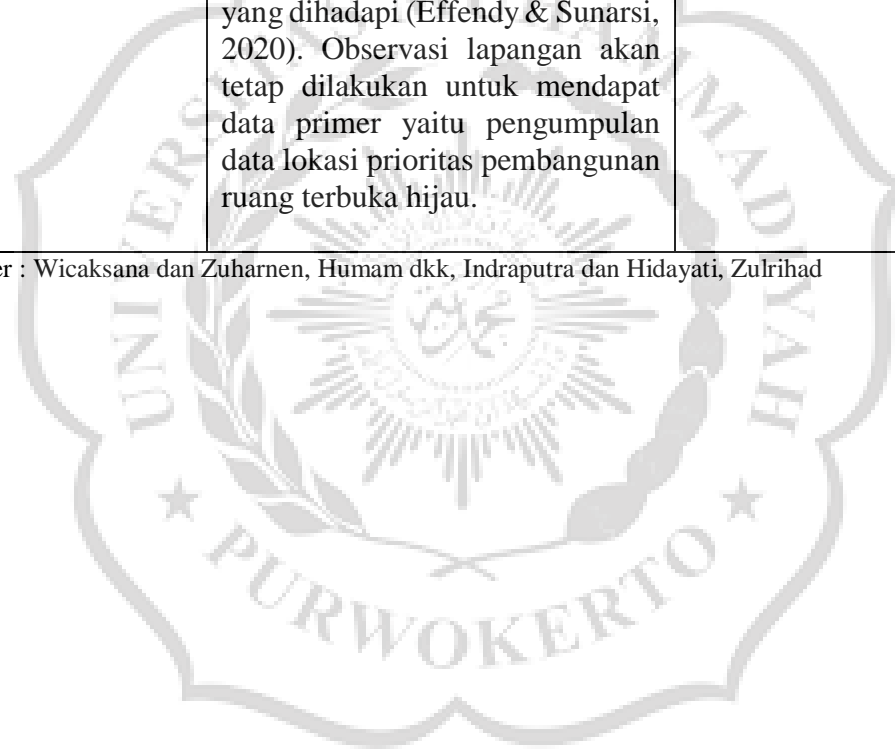 yang dihadapi (Effendy & Sunarsi,
2020). Observasi lapangan akan
tetap dilakukan untuk mendapat
data primer yaitu pengumpulan
data lokasi prioritas pembangunan
ruang terbuka hijau.
er : Wicaksana dan Zuharnen, Humam dkk, Indraputra dan Hidayati, Zulrihad
PURWOKERTO